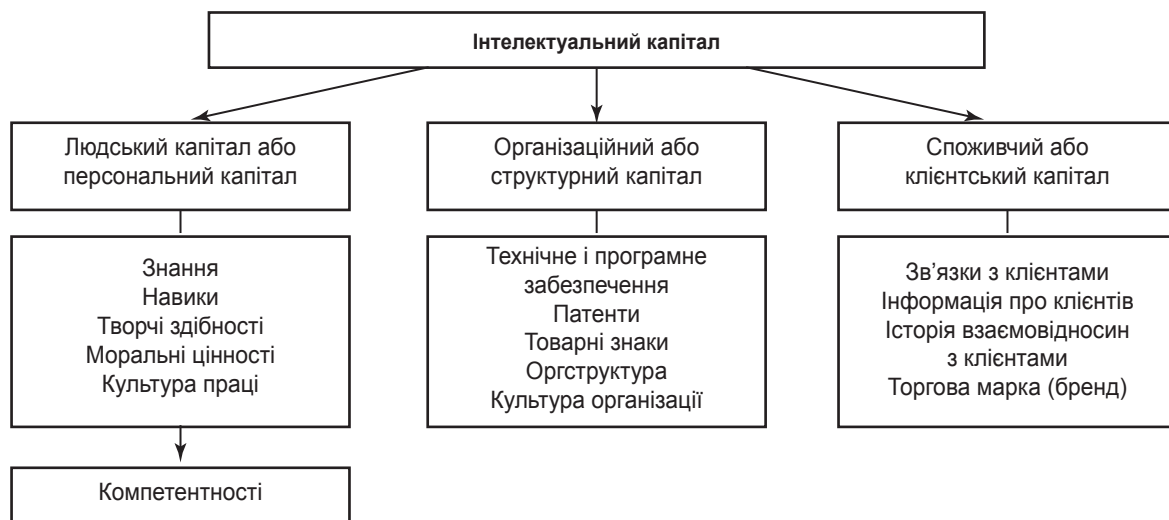 Інтелектуальний капітал
Людський капітал або
персональний капітал
Організаційний або
структурний капітал
Споживчий або
клієнтський капітал
Знання
Навики
Творчі здібності
Моральні цінності
Культура праці
Технічне і програмне
забезпечення
Патенти
Товарні знаки
Оргструктура
Культура організації
Зв’язки з клієнтами
Інформація про клієнтів
Історія взаємовідносин
з клієнтами
Торгова марка (бренд)
Компетентності